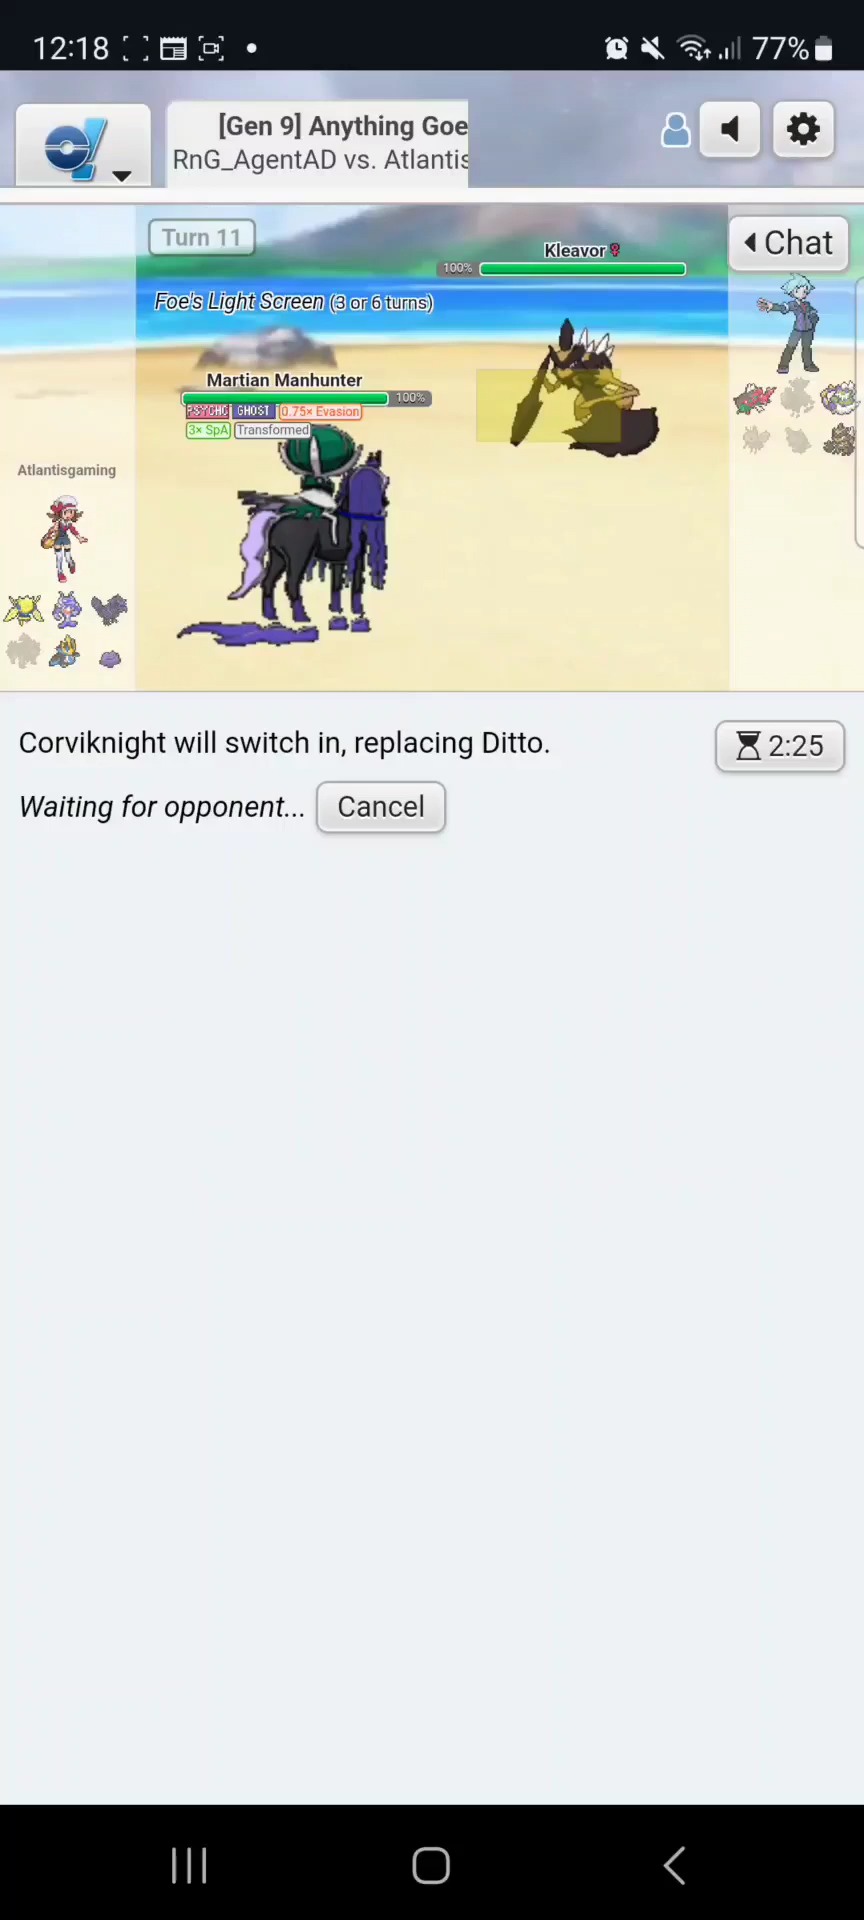 12:18
77%
[Gen 9] Anything Goe
RnG_AgentAD vs. Atlantis
Turn 11
Kleavor♀
100%
Chat
Foe's Light Screen (3 or 6 turns)
Martian Manhunter
100%
PSYCHIC GHOST 0.75× Evasion
3× SpA Transformed
Atlantisgaming
Corviknight will switch in, replacing Ditto.
2:25
Waiting for opponent... Cancel